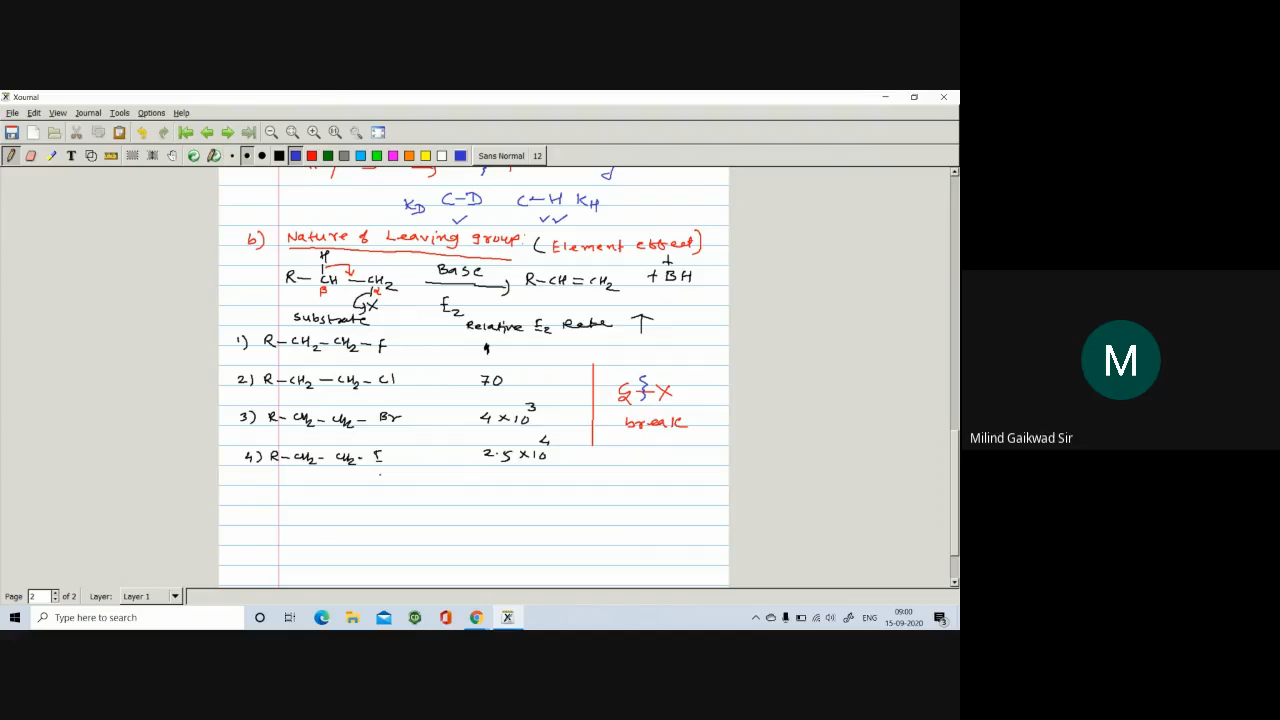 Xournal
File Edit View Journal Tools Options Help
Sans Normal 12
KD C-D C-H KH
b) Nature of Leaving group: (Element effect)
H
R-CH-CH2 Base R-CH=CH2 + BH+
β α
X E2
Substrate Relative E2 Rate ↑
1) R-CH2-CH2-F 1
2) R-CH2-CH2-Cl 70
3) R-CH2-CH2-Br 4×10^3
4) R-CH2-CH2-I 2.5×10^4
Cα-X
break
Page 2 of 2 Layer: Layer 1
Type here to search
ENG
09:00
15-09-2020
3
M
Milind Gaikwad Sir